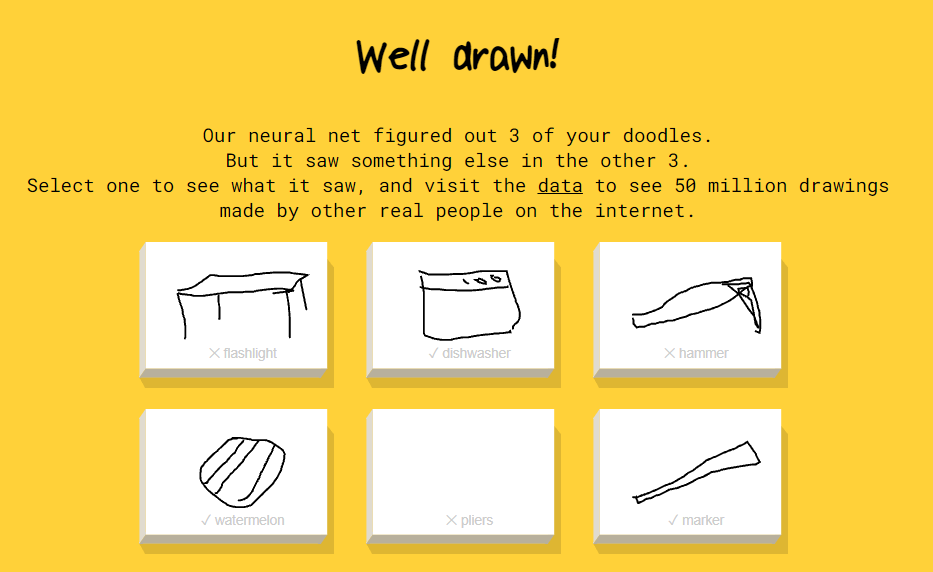 Well drawn!
Our neural net figured out 3 of your doodles.
But it saw something else in the other 3.
Select one to see what it saw, and visit the data to see 50 million drawings
made by other real people on the internet.
✕ flashlight
✓ dishwasher
✕ hammer
✓ watermelon
✕ pliers
✓ marker